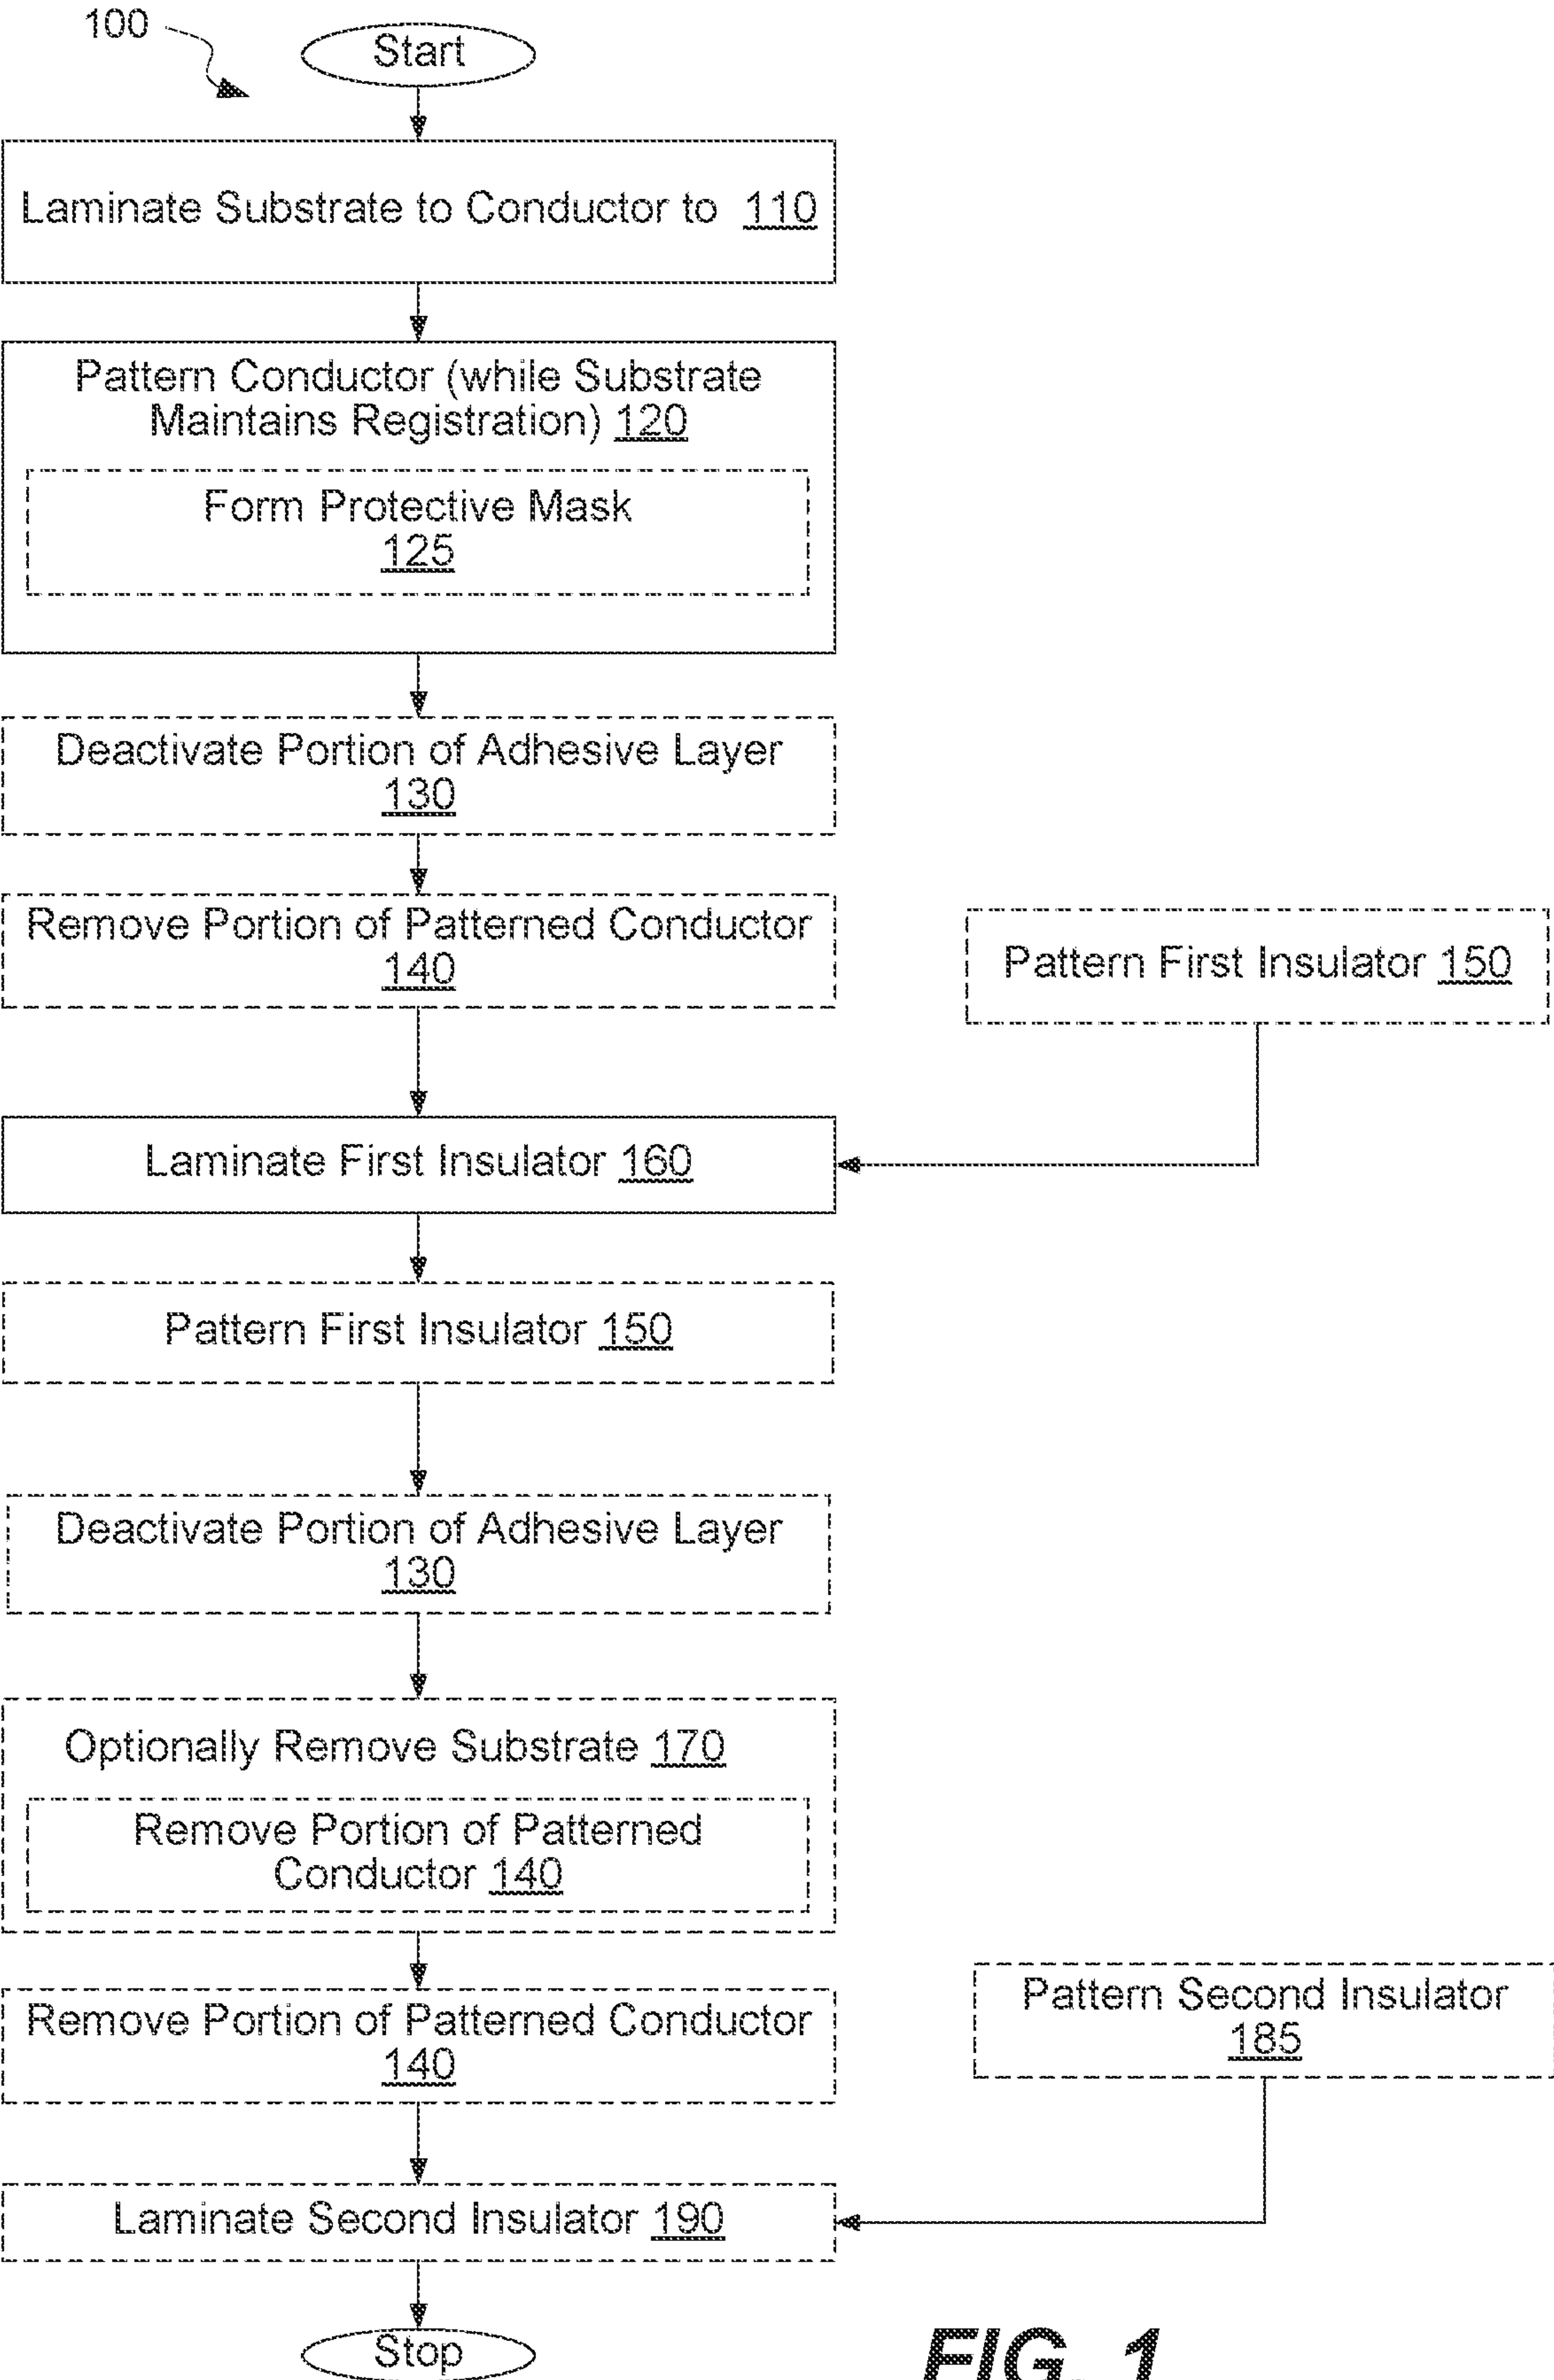 100
Start
Laminate Substrate to Conductor to 110
Pattern Conductor (while Substrate
Maintains Registration) 120
Form Protective Mask
125
Deactivate Portion of Adhesive Layer
130
Remove Portion of Patterned Conductor
140
Pattern First Insulator 150
Laminate First Insulator 160
Pattern First Insulator 150
Deactivate Portion of Adhesive Layer
130
Optionally Remove Substrate 170
Remove Portion of Patterned
Conductor 140
Remove Portion of Patterned Conductor
140
Pattern Second Insulator
185
Laminate Second Insulator 190
Stop
FIG. 1